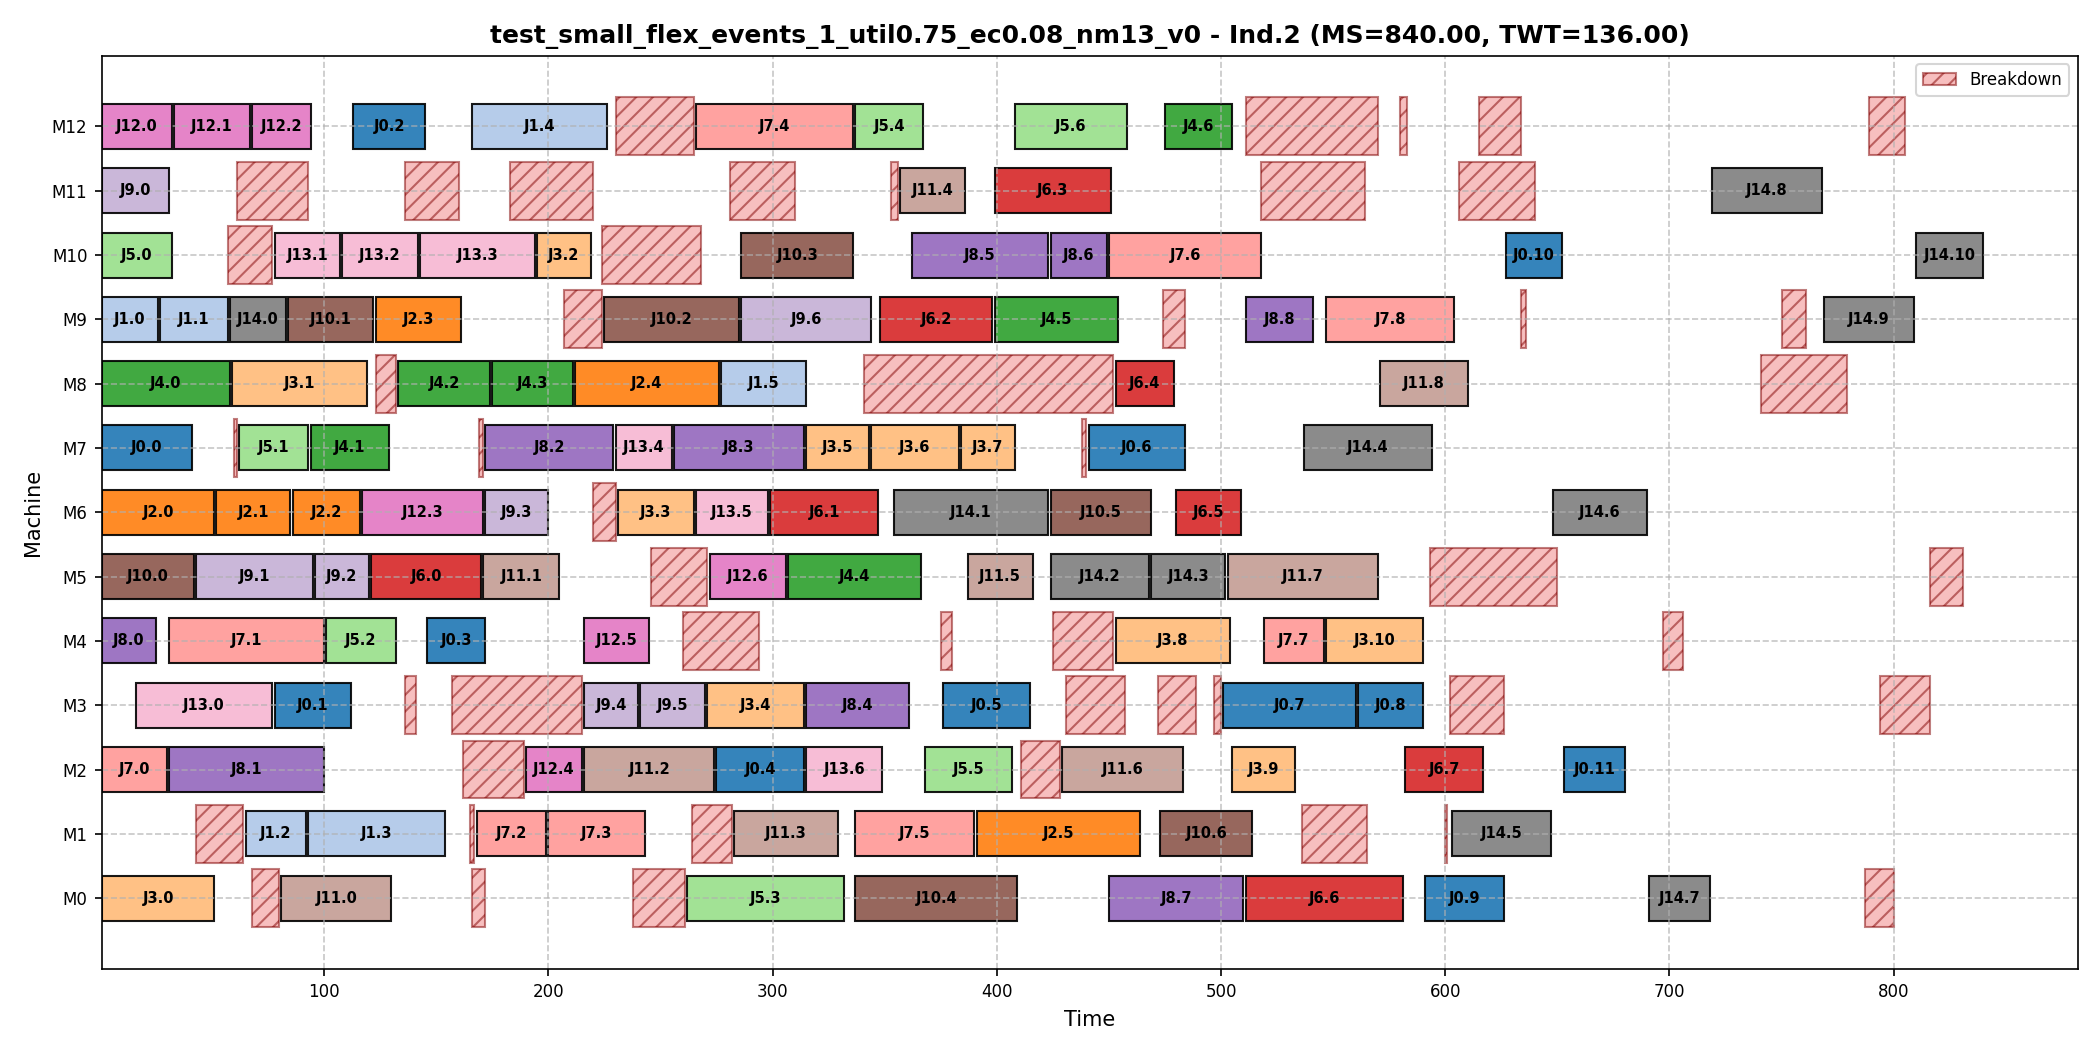 test_small_flex_events_1_util0.75_ec0.08_nm13_v0 - Ind.2 (MS=840.00, TWT=136.00)
Breakdown
M12 J12.0 J12.1 J12.2 J0.2 J1.4 J7.4 J5.4 J5.6 J4.6
M11 J9.0 J11.4 J6.3 J14.8
M10 J5.0 J13.1 J13.2 J13.3 J3.2 J10.3 J8.5 J8.6 J7.6 J0.10 J14.10
M9 J1.0 J1.1 J14.0 J10.1 J2.3 J10.2 J9.6 J6.2 J4.5 J8.8 J7.8 J14.9
M8 J4.0 J3.1 J4.2 J4.3 J2.4 J1.5 J6.4 J11.8
M7 J0.0 J5.1 J4.1 J8.2 J13.4 J8.3 J3.5 J3.6 J3.7 J0.6 J14.4
M6 J2.0 J2.1 J2.2 J12.3 J9.3 J3.3 J13.5 J6.1 J14.1 J10.5 J6.5 J14.6
M5 J10.0 J9.1 J9.2 J6.0 J11.1 J12.6 J4.4 J11.5 J14.2 J14.3 J11.7
M4 J8.0 J7.1 J5.2 J0.3 J12.5 J3.8 J7.7 J3.10
M3 J13.0 J0.1 J9.4 J9.5 J3.4 J8.4 J0.5 J0.7 J0.8
M2 J7.0 J8.1 J12.4 J11.2 J0.4 J13.6 J5.5 J11.6 J3.9 J6.7 J0.11
M1 J1.2 J1.3 J7.2 J7.3 J11.3 J7.5 J2.5 J10.6 J14.5
M0 J3.0 J11.0 J5.3 J10.4 J8.7 J6.6 J0.9 J14.7
100 200 300 400 500 600 700 800
Time
Machine